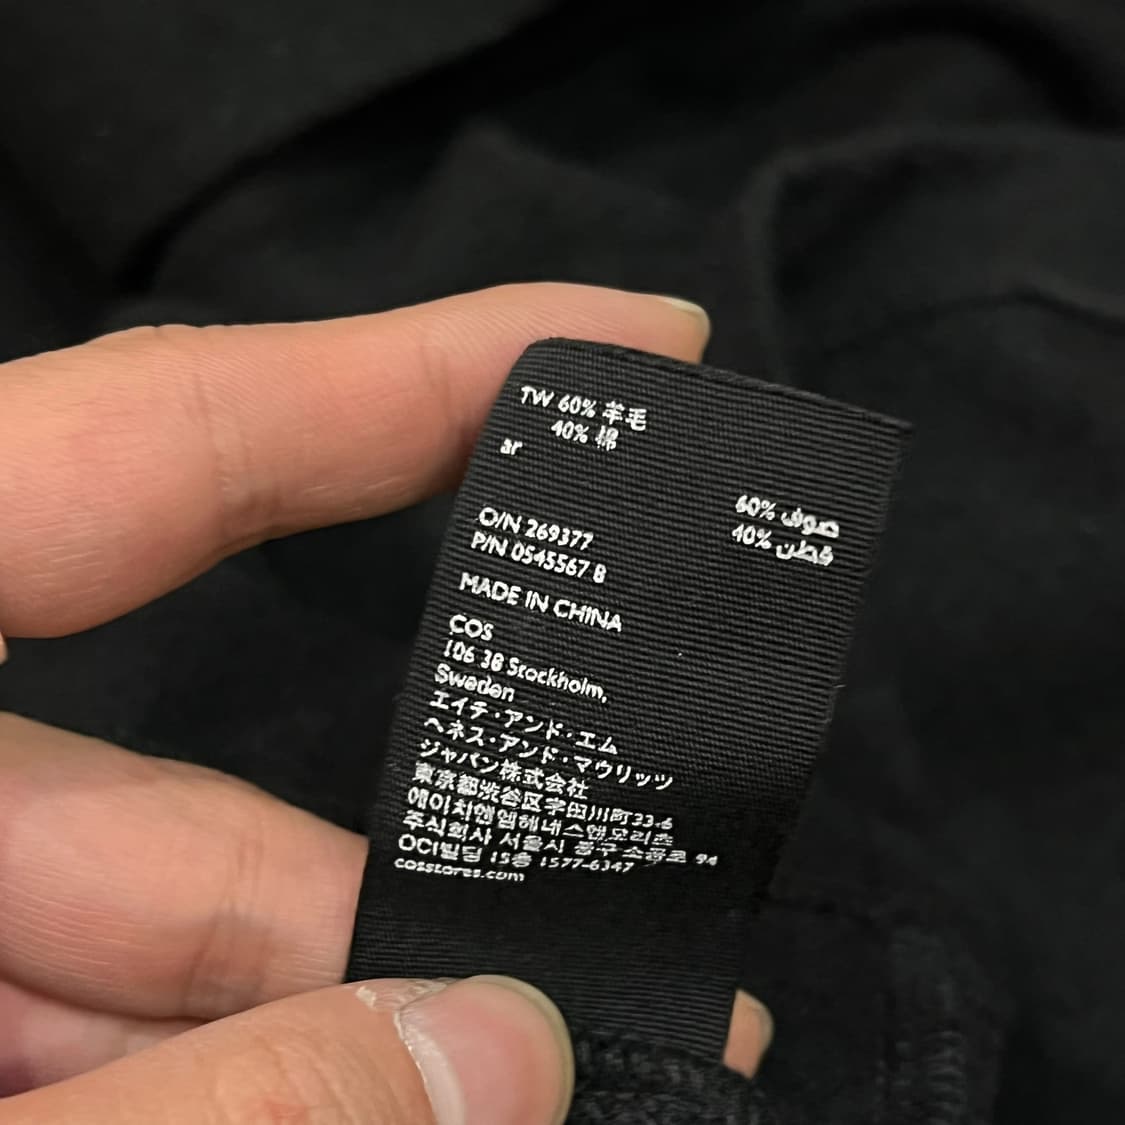 TW 60% 羊毛
40% 棉
ar
60% صوف
40% قطن
O/N 269377
P/N 0545567 8
MADE IN CHINA
COS
106 38 Stockholm,
Sweden
エイチ・アンド・エム
ヘネス・アンド・マウリッツ
ジャパン株式会社
東京都渋谷区宇田川町33-6
에이치앤엠헤네스앤모리츠
주식회사 서울시 중구 소공로 94
OCI빌딩 15층 1577-6347
cosstores.com